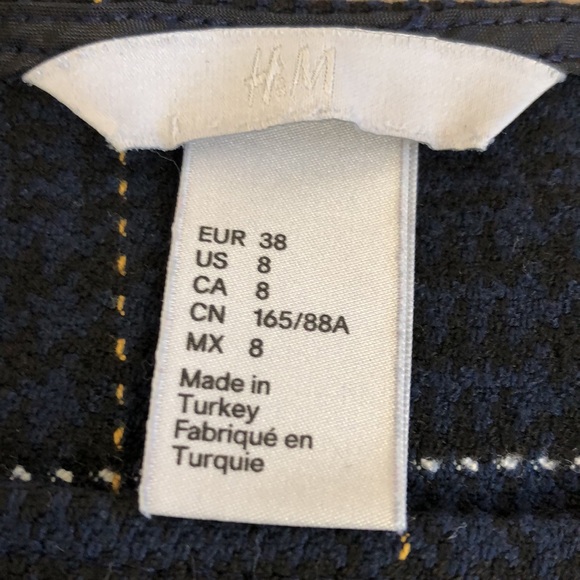 H&M
EUR 38
US 8
CA 8
CN 165/88A
MX 8
Made in
Turkey
Fabriqué en
Turquie